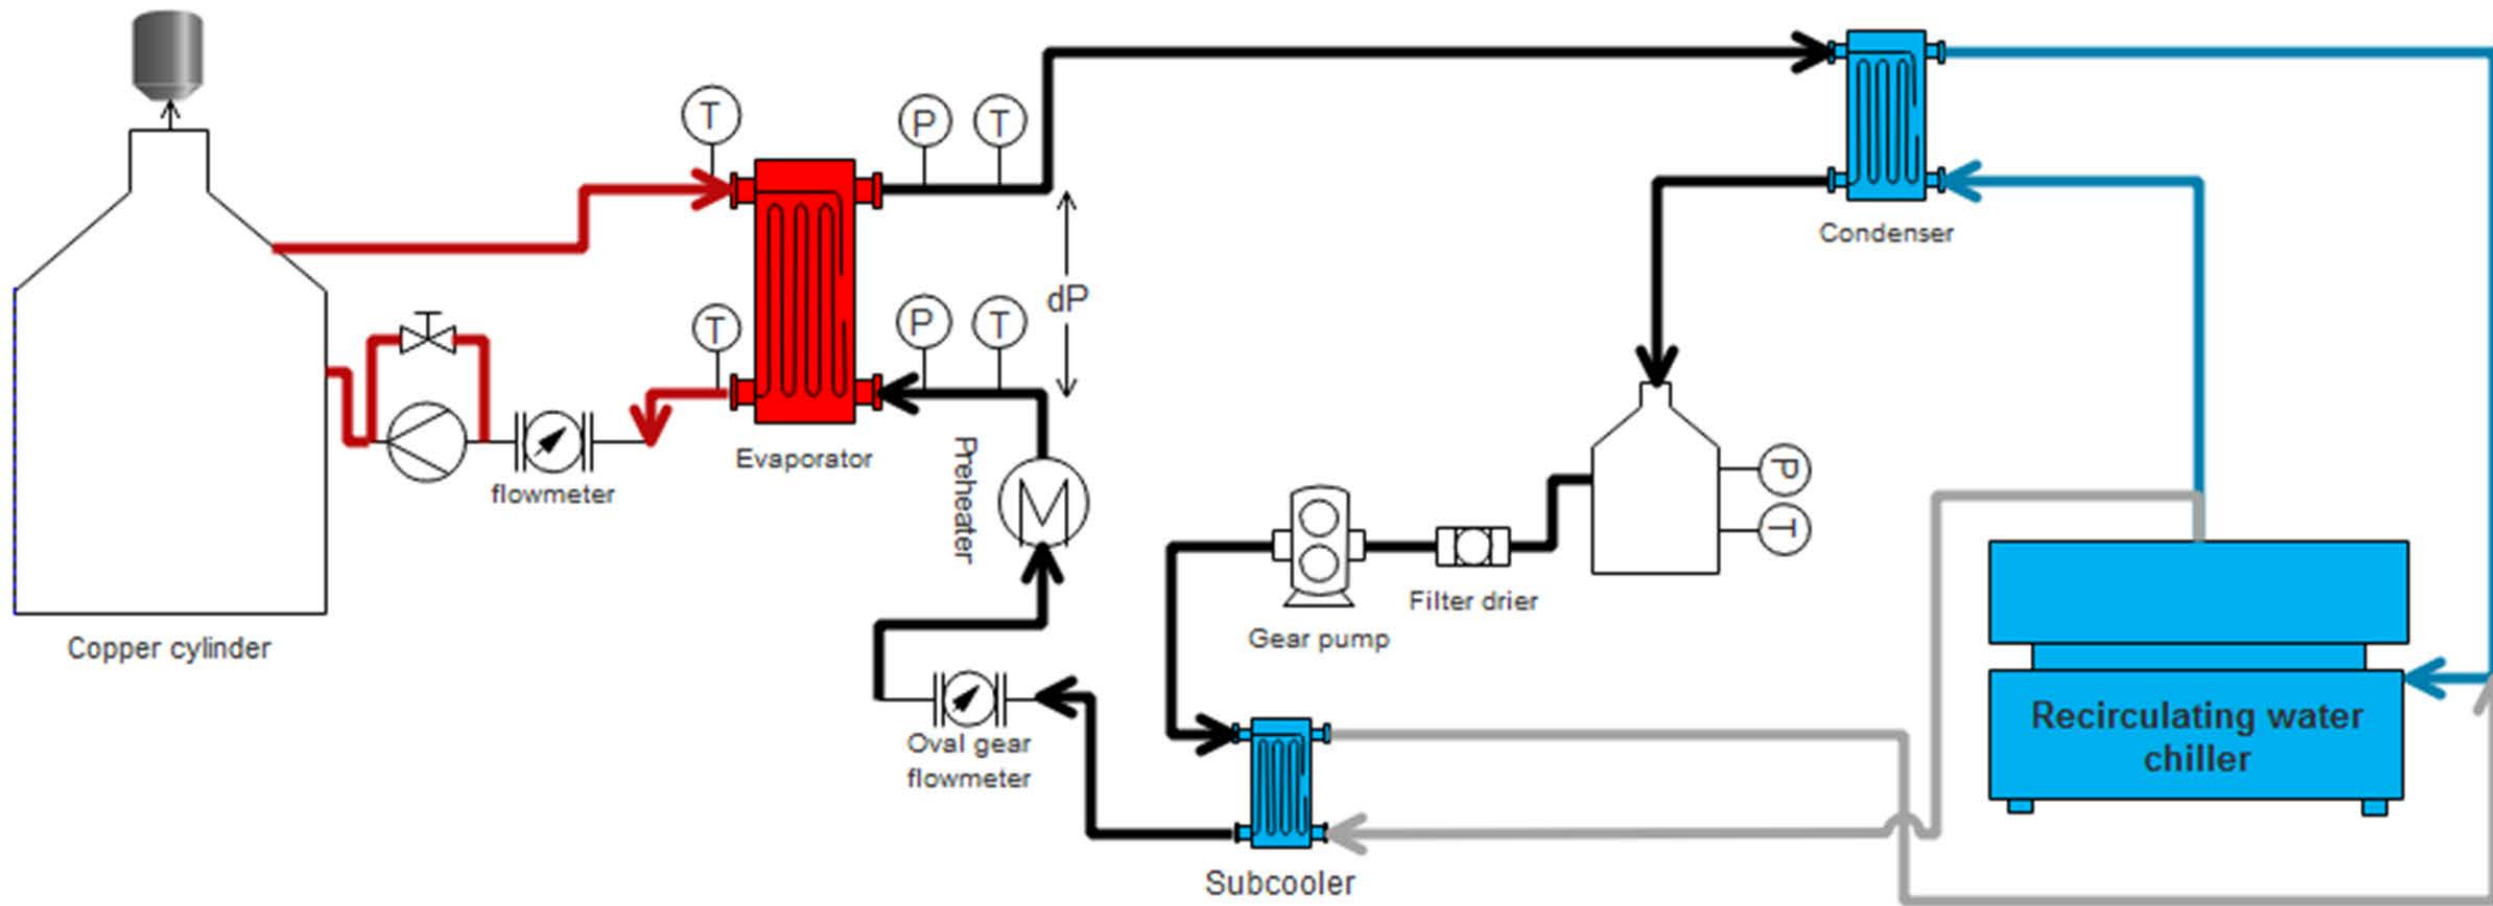 T
P
T
Condenser
T
P
T
dP
Evaporator
flowmeter
Preheater
M
P
T
Filter drier
Gear pump
Copper cylinder
Oval gear
flowmeter
Recirculating water
chiller
Subcooler